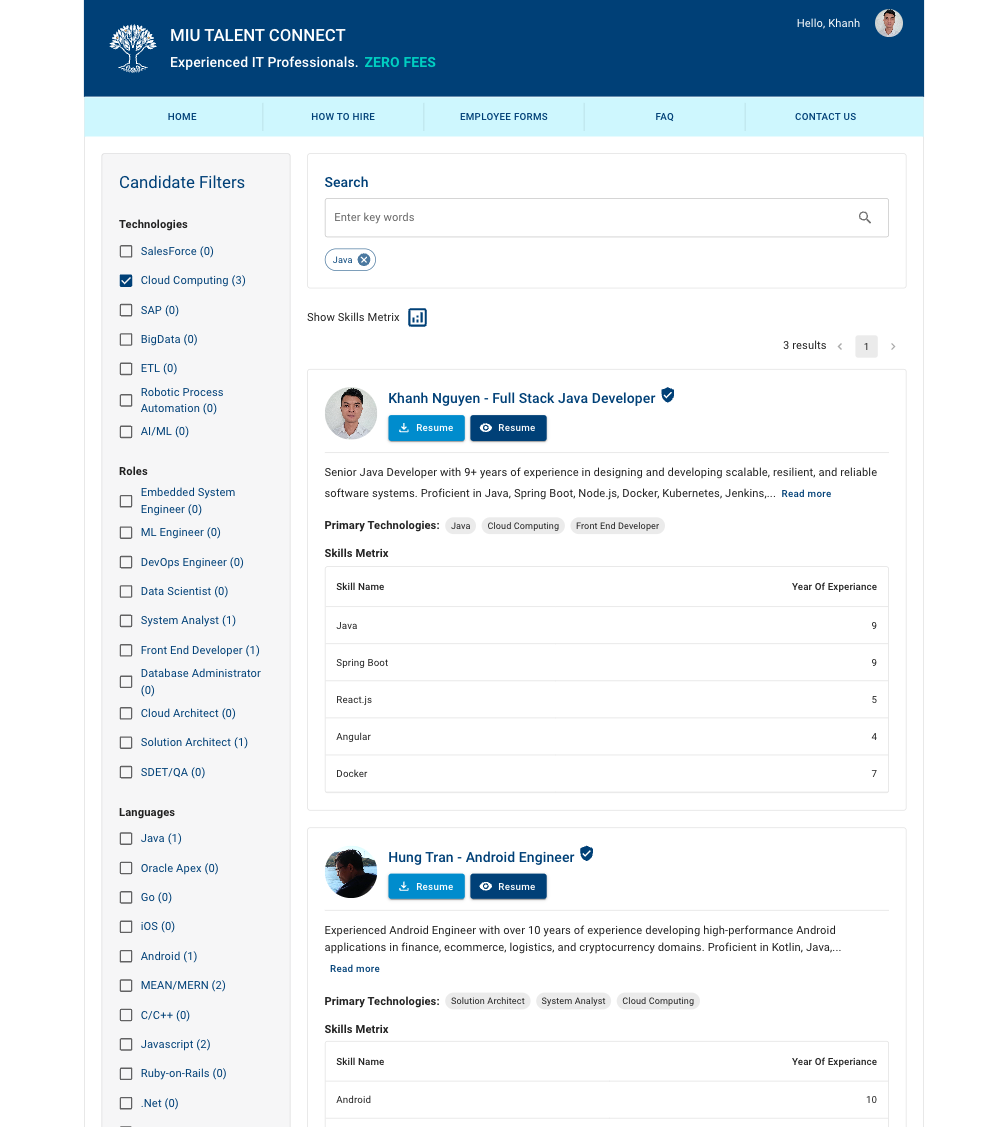 MIU TALENT CONNECT
Experienced IT Professionals. ZERO FEES
Hello, Khanh
HOME
HOW TO HIRE
EMPLOYEE FORMS
FAQ
CONTACT US
Candidate Filters
Technologies
SalesForce (0)
Cloud Computing (3)
SAP (0)
BigData (0)
ETL (0)
Robotic Process
Automation (0)
AI/ML (0)
Roles
Embedded System
Engineer (0)
ML Engineer (0)
DevOps Engineer (0)
Data Scientist (0)
System Analyst (1)
Front End Developer (1)
Database Administrator
(0)
Cloud Architect (0)
Solution Architect (1)
SDET/QA (0)
Languages
Java (1)
Oracle Apex (0)
Go (0)
iOS (0)
Android (1)
MEAN/MERN (2)
C/C++ (0)
Javascript (2)
Ruby-on-Rails (0)
.Net (0)
Search
Enter key words
Java
Show Skills Metrix
3 results
1
Khanh Nguyen - Full Stack Java Developer
Resume
Resume
Senior Java Developer with 9+ years of experience in designing and developing scalable, resilient, and reliable
software systems. Proficient in Java, Spring Boot, Node.js, Docker, Kubernetes, Jenkins,... Read more
Primary Technologies: Java Cloud Computing Front End Developer
Skills Metrix
Skill Name Year Of Experiance
Java 9
Spring Boot 9
React.js 5
Angular 4
Docker 7
Hung Tran - Android Engineer
Resume
Resume
Experienced Android Engineer with over 10 years of experience developing high-performance Android
applications in finance, ecommerce, logistics, and cryptocurrency domains. Proficient in Kotlin, Java,...
Read more
Primary Technologies: Solution Architect System Analyst Cloud Computing
Skills Metrix
Skill Name Year Of Experiance
Android 10